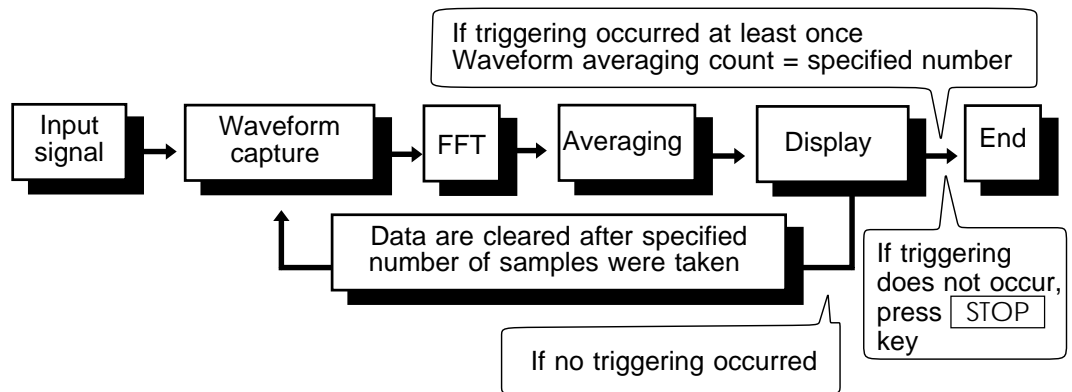 If triggering occurred at least once
Waveform averaging count = specified number
Input
signal
Waveform
capture
FFT
Averaging
Display
End
Data are cleared after specified
number of samples were taken
If triggering
does not occur,
press STOP
key
If no triggering occurred